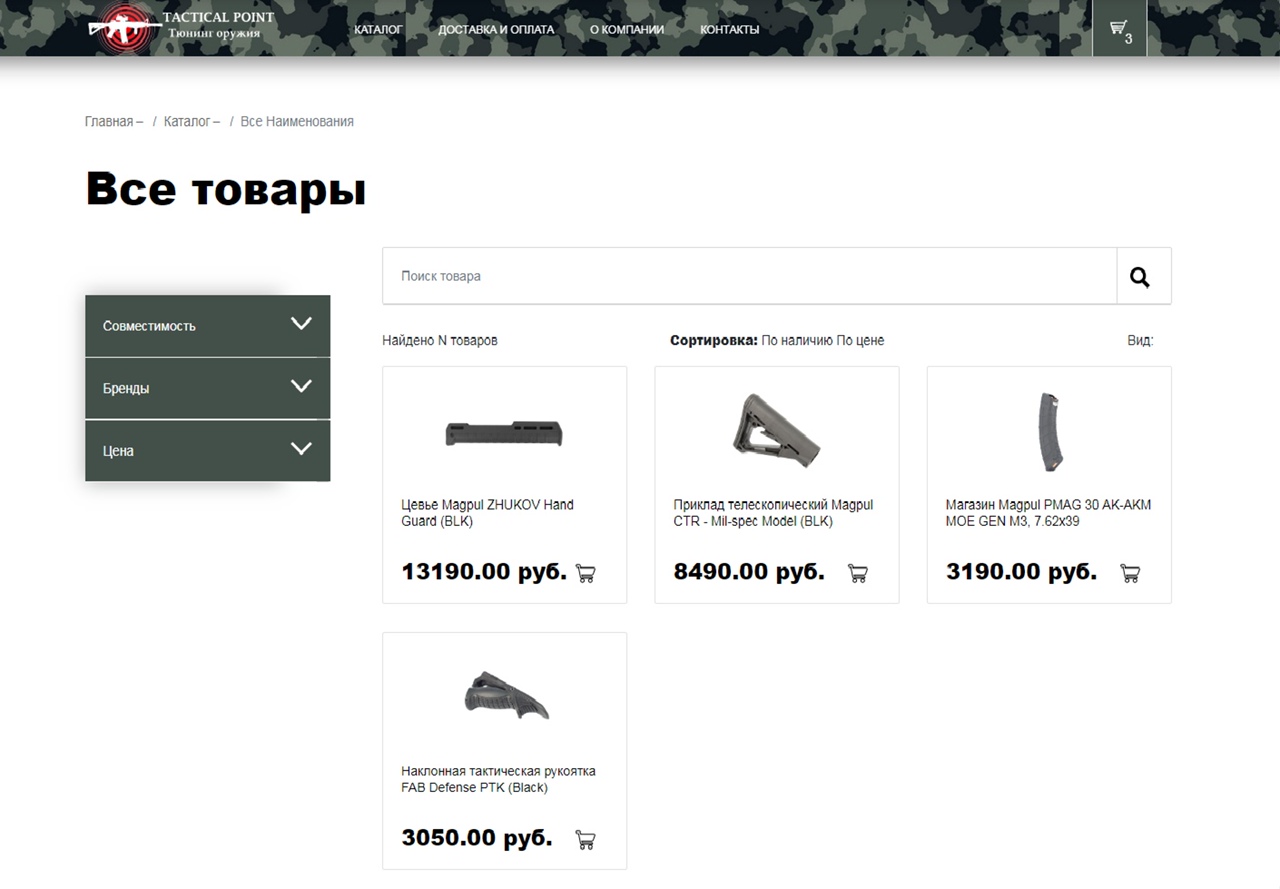 TACTICAL POINT
Тюнинг оружия
КАТАЛОГ
ДОСТАВКА И ОПЛАТА
О КОМПАНИИ
КОНТАКТЫ
3
Главная – / Каталог – / Все Наименования
Все товары
Поиск товара
Совместимость
Бренды
Цена
Найдено N товаров
Сортировка: По наличию По цене
Вид:
Цевье Magpul ZHUKOV Hand
Guard (BLK)
13190.00 руб.
Приклад телескопический Magpul
CTR - Mil-spec Model (BLK)
8490.00 руб.
Магазин Magpul PMAG 30 AK-AKM
MOE GEN M3, 7.62x39
3190.00 руб.
Наклонная тактическая рукоятка
FAB Defense PTK (Black)
3050.00 руб.